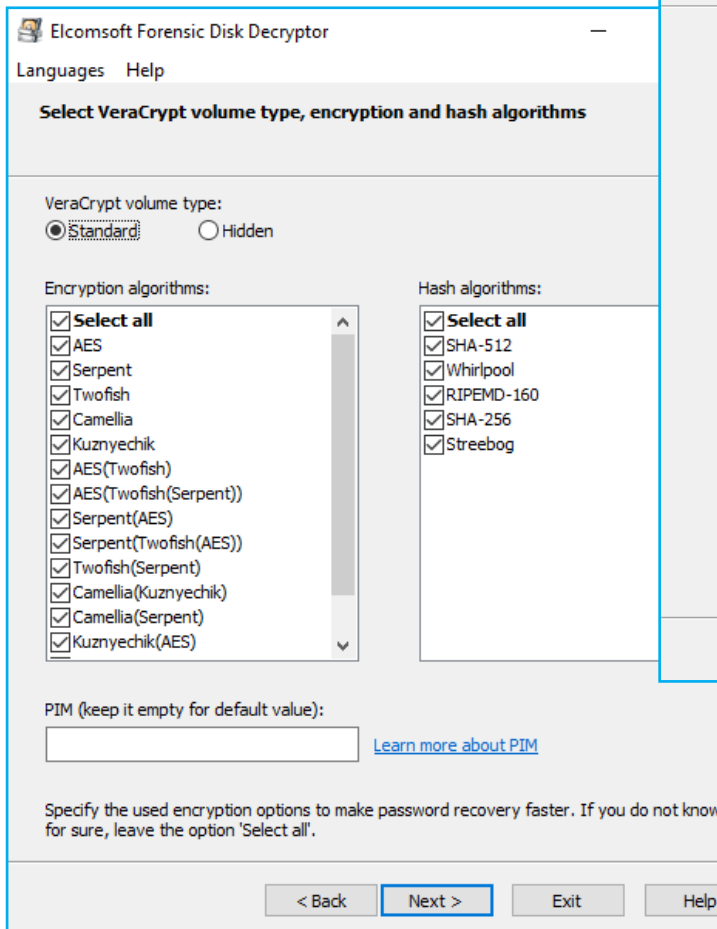 Elcomsoft Forensic Disk Decryptor
Languages Help
Select VeraCrypt volume type, encryption and hash algorithms
VeraCrypt volume type:
Standard Hidden
Encryption algorithms:
Select all
AES
Serpent
Twofish
Camellia
Kuznyechik
AES(Twofish)
AES(Twofish(Serpent))
Serpent(AES)
Serpent(Twofish(AES))
Twofish(Serpent)
Camellia(Kuznyechik)
Camellia(Serpent)
Kuznyechik(AES)
Hash algorithms:
Select all
SHA-512
Whirlpool
RIPEMD-160
SHA-256
Streebog
PIM (keep it empty for default value):
Learn more about PIM
Specify the used encryption options to make password recovery faster. If you do not know
for sure, leave the option 'Select all'.
< Back Next > Exit Help